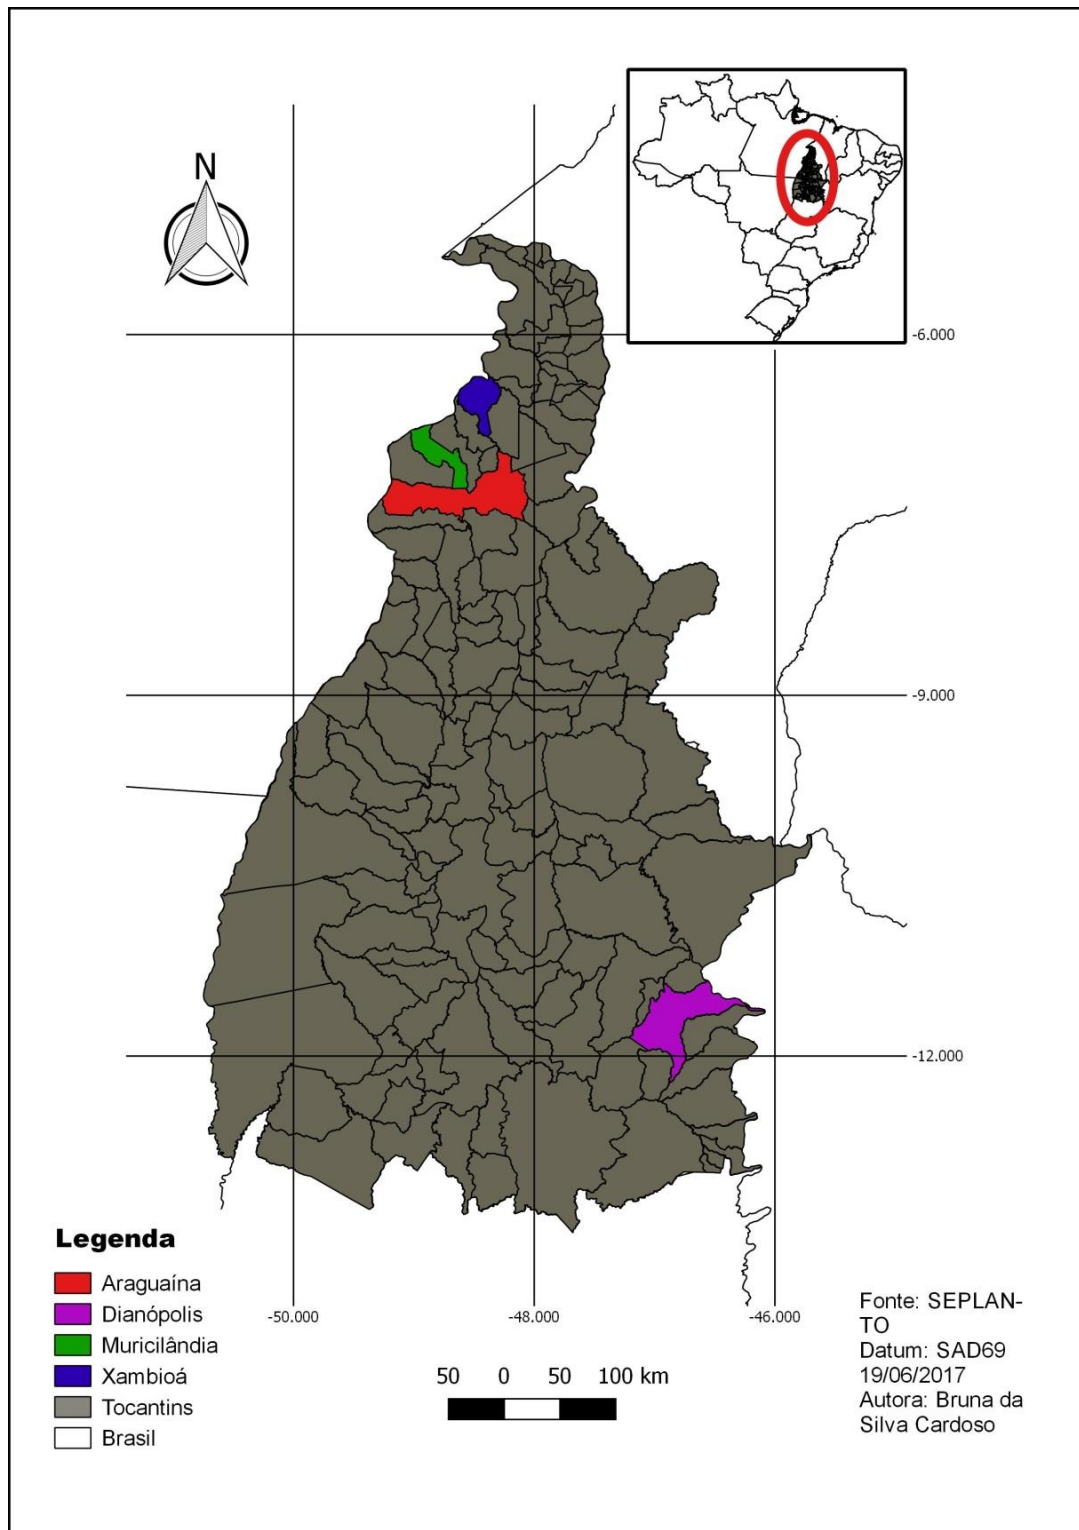 N
-6.000
-9.000
-12.000
-50.000
-48.000
-46.000
Legenda
Araguaína
Dianópolis
Muricilândia
Xambioá
Tocantins
Brasil
50 0 50 100 km
Fonte: SEPLAN-
TO
Datum: SAD69
19/06/2017
Autora: Bruna da
Silva Cardoso